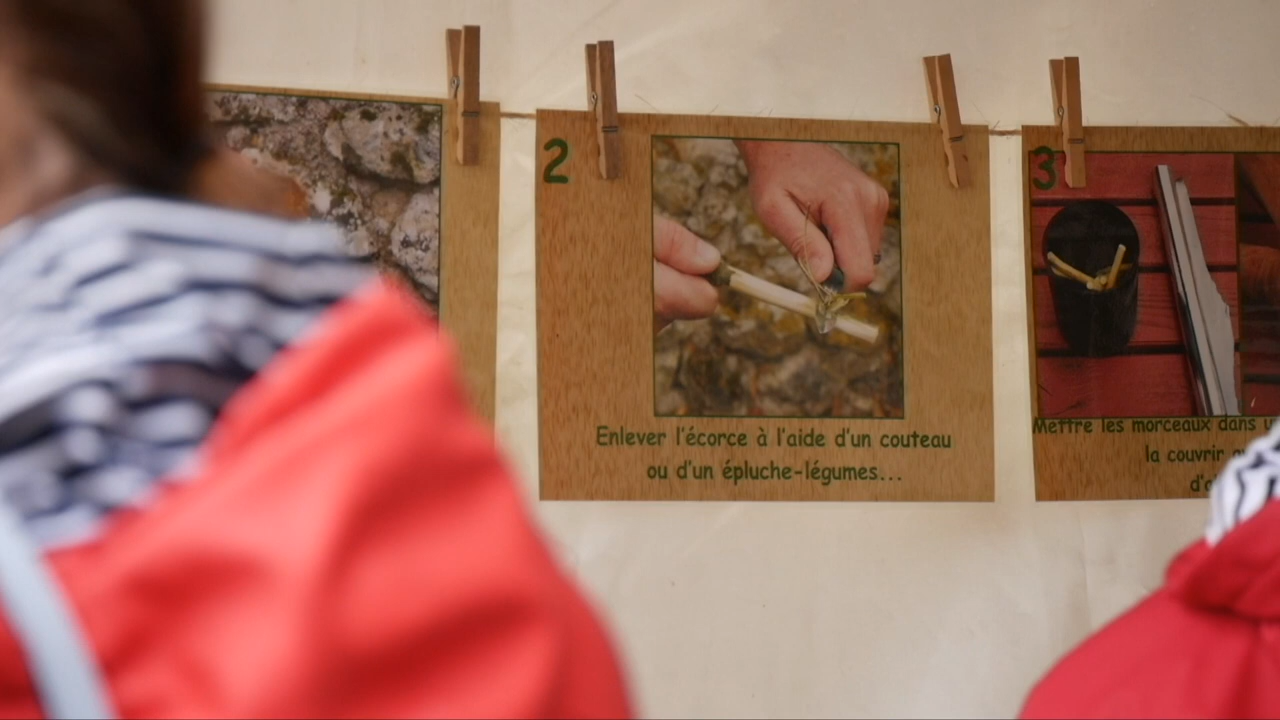 2
Enlever l'écorce à l'aide d'un couteau
ou d'un épluche-légumes...
3
Mettre les morceaux dans
la couvrir